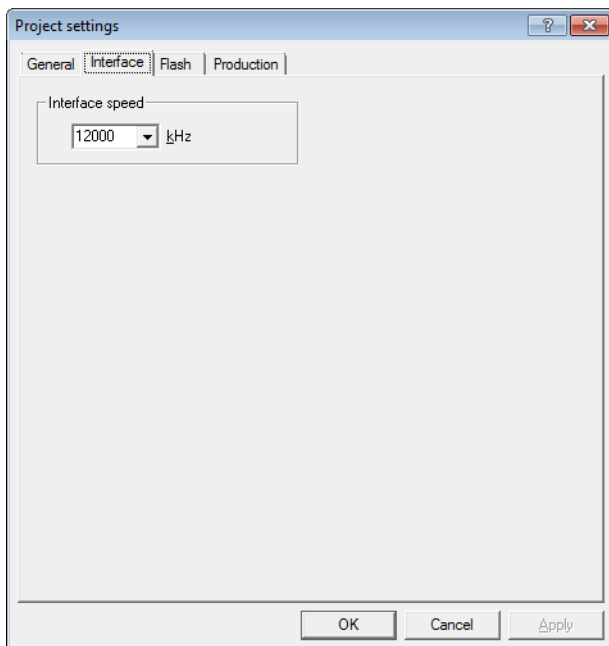 Project settings
General Interface Flash Production
Interface speed
12000 kHz
OK Cancel Apply